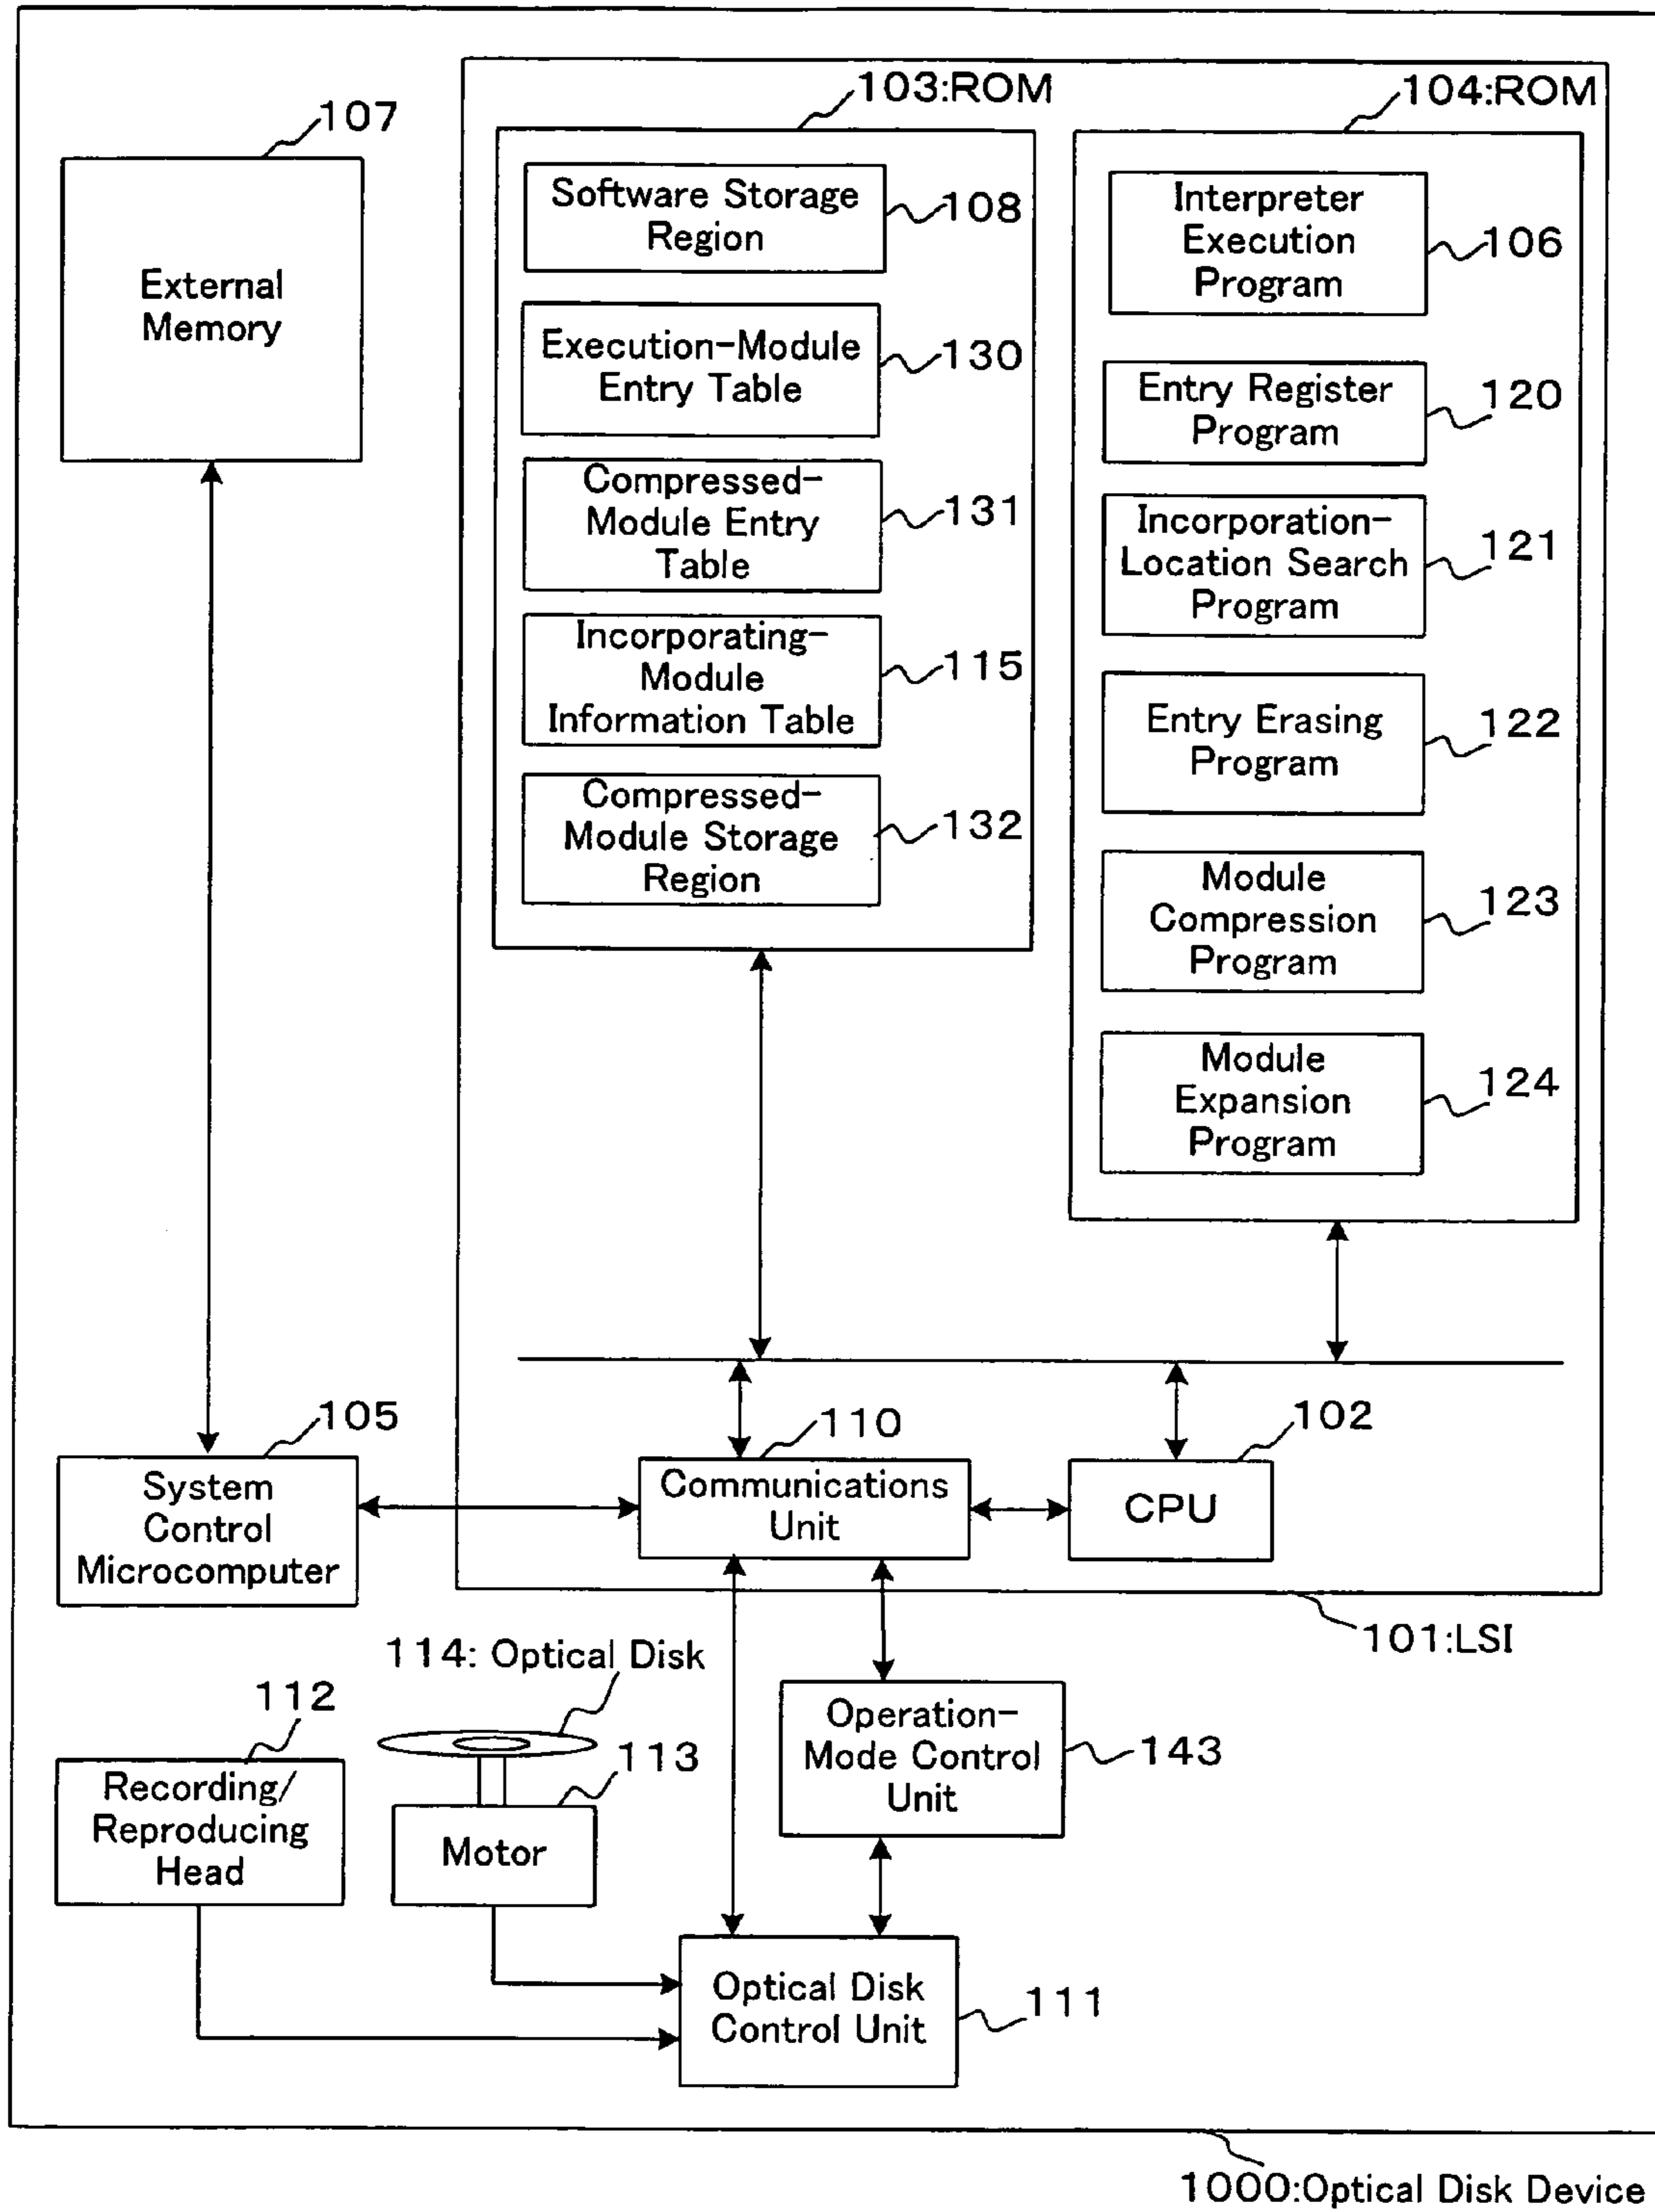 103:ROM
104:ROM
107
External
Memory
Software Storage
Region
108
Execution-Module
Entry Table
130
Compressed-
Module Entry
Table
131
Incorporating-
Module
Information Table
115
Compressed-
Module Storage
Region
132
Interpreter
Execution
Program
106
Entry Register
Program
120
Incorporation-
Location Search
Program
121
Entry Erasing
Program
122
Module
Compression
Program
123
Module
Expansion
Program
124
105
System
Control
Microcomputer
110
Communications
Unit
102
CPU
101:LSI
114: Optical Disk
112
Recording/
Reproducing
Head
113
Motor
Operation-
Mode Control
Unit
143
Optical Disk
Control Unit
111
1000:Optical Disk Device